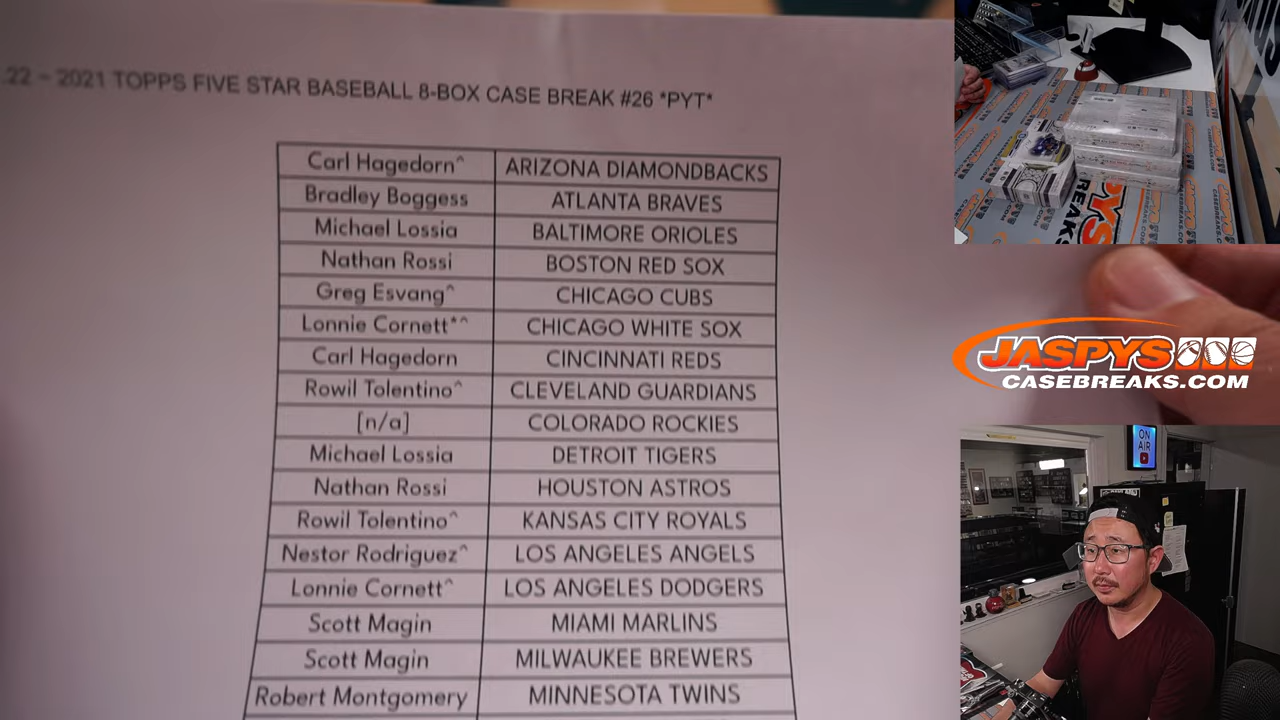 22 - 2021 TOPPS FIVE STAR BASEBALL 8-BOX CASE BREAK #26 *PYT*
Carl Hagedorn^ ARIZONA DIAMONDBACKS
Bradley Boggess ATLANTA BRAVES
Michael Lossia BALTIMORE ORIOLES
Nathan Rossi BOSTON RED SOX
Greg Esvang^ CHICAGO CUBS
Lonnie Cornett*^ CHICAGO WHITE SOX
Carl Hagedorn CINCINNATI REDS
Rowil Tolentino^ CLEVELAND GUARDIANS
[n/a] COLORADO ROCKIES
Michael Lossia DETROIT TIGERS
Nathan Rossi HOUSTON ASTROS
Rowil Tolentino^ KANSAS CITY ROYALS
Nestor Rodriguez^ LOS ANGELES ANGELS
Lonnie Cornett^ LOS ANGELES DODGERS
Scott Magin MIAMI MARLINS
Scott Magin MILWAUKEE BREWERS
Robert Montgomery MINNESOTA TWINS
JASPYS
CASEBREAKS.COM
ON
AIR